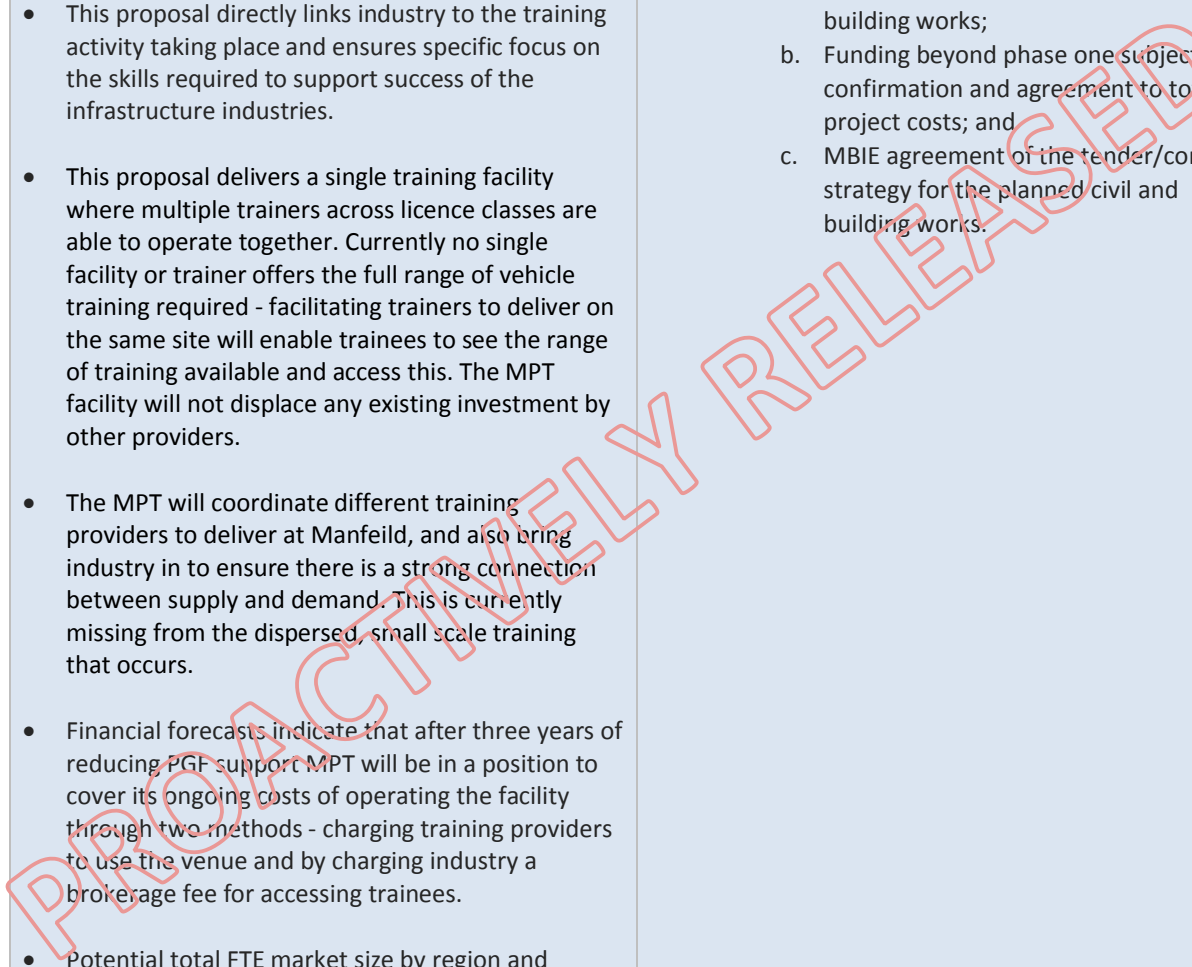 • This proposal directly links industry to the training
activity taking place and ensures specific focus on
the skills required to support success of the
infrastructure industries.
• This proposal delivers a single training facility
where multiple trainers across licence classes are
able to operate together. Currently no single
facility or trainer offers the full range of vehicle
training required - facilitating trainers to deliver on
the same site will enable trainees to see the range
of training available and access this. The MPT
facility will not displace any existing investment by
other providers.
• The MPT will coordinate different training
providers to deliver at Manfeild, and also bring
industry in to ensure there is a strong connection
between supply and demand. This is currently
missing from the dispersed, small scale training
that occurs.
• Financial forecasts indicate that after three years of
reducing PGF support MPT will be in a position to
cover its ongoing costs of operating the facility
through two methods - charging training providers
to use the venue and by charging industry a
brokerage fee for accessing trainees.
• Potential total FTE market size by region and
building works;
b. Funding beyond phase one subject
confirmation and agreement to
project costs; and
c. MBIE agreement of the tender/
strategy for the planned civil and
building works.
PROACTIVELY RELEASED